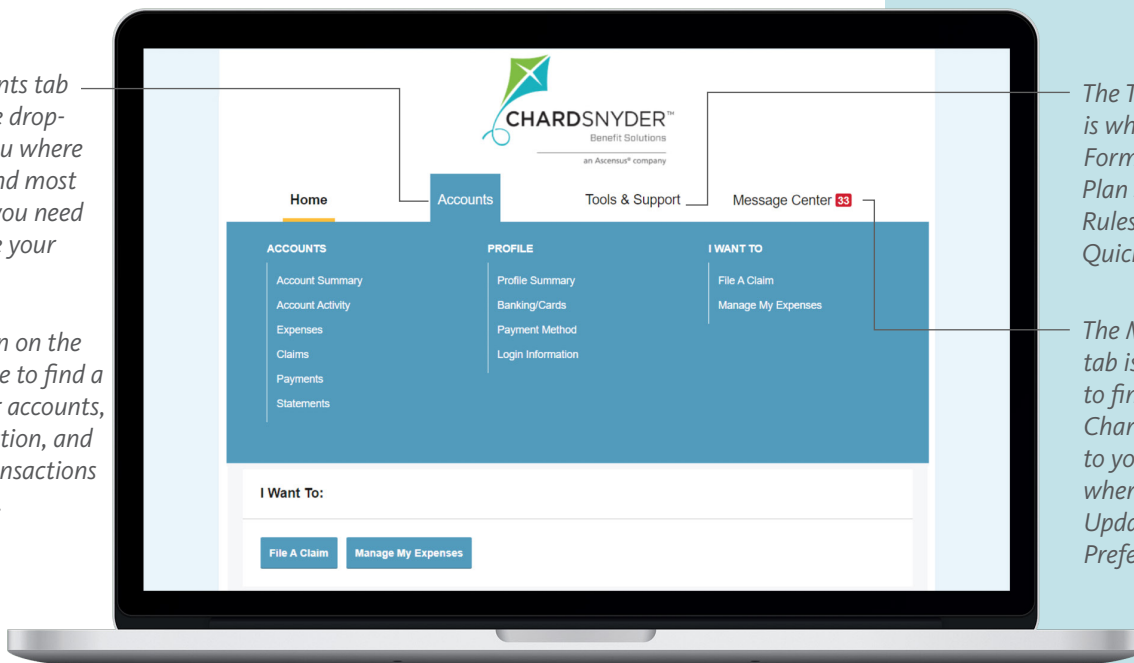 nts tab
e drop-
u where
nd most
you need
e your
n on the
e to find a
r accounts,
tion, and
nsactions
CHARDSNYDER™
Benefit Solutions
an Ascensus® company
Home
Accounts
Tools & Support
Message Center 33
ACCOUNTS
Account Summary
Account Activity
Expenses
Claims
Payments
Statements
PROFILE
Profile Summary
Banking/Cards
Payment Method
Login Information
I WANT TO
File A Claim
Manage My Expenses
I Want To:
File A Claim
Manage My Expenses
The T
is wh
Form
Plan
Rules
Quic
The M
tab is
to fin
Char
to yo
wher
Upda
Prefe